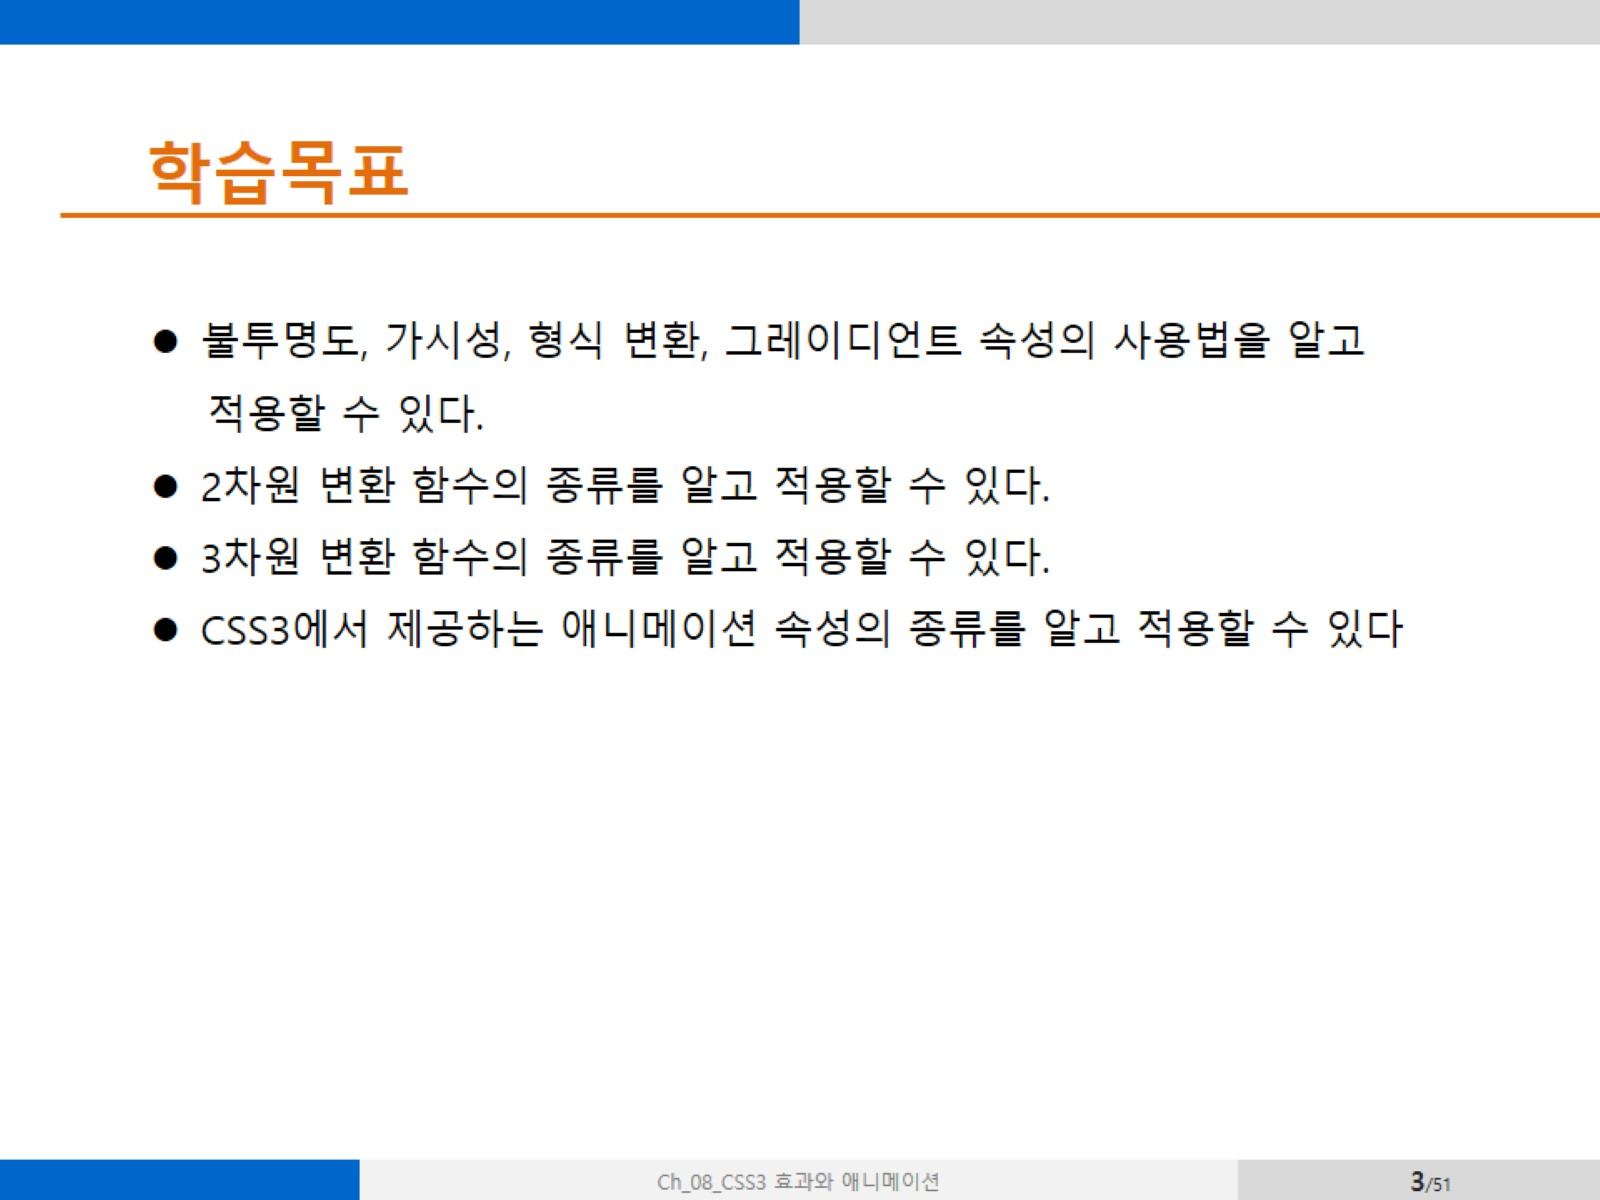 학습목표
● 불투명도, 가시성, 형식 변환, 그레이디언트 속성의 사용법을 알고
적용할 수 있다.
● 2차원 변환 함수의 종류를 알고 적용할 수 있다.
● 3차원 변환 함수의 종류를 알고 적용할 수 있다.
● CSS3에서 제공하는 애니메이션 속성의 종류를 알고 적용할 수 있다
Ch_08_CSS3 효과와 애니메이션
3/51